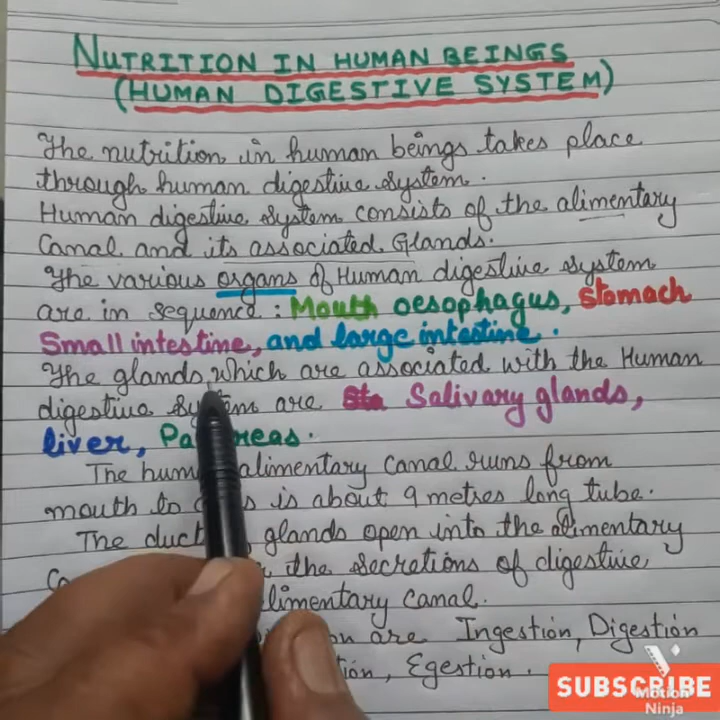 NUTRITION IN HUMAN BEINGS
(HUMAN DIGESTIVE SYSTEM)
The nutrition in human beings takes place
through human digestive system.
Human digestive system consists of the alimentary
Canal and its associated Glands.
The various organs of Human digestive system
are in sequence: Mouth oesophagus, Stomach
Small intestine, and large intestine.
The glands which are associated with the Human
digestive System are Sta Salivary glands,
liver, Pancreas.
The human alimentary canal runs from
mouth to is about 9 metres long tube.
The duct glands open into the alimentary
the secretions of digestive
alimentary canal.
are Ingestion, Digestion
Egestion.
SUBSCRIBE
Motion
Ninja